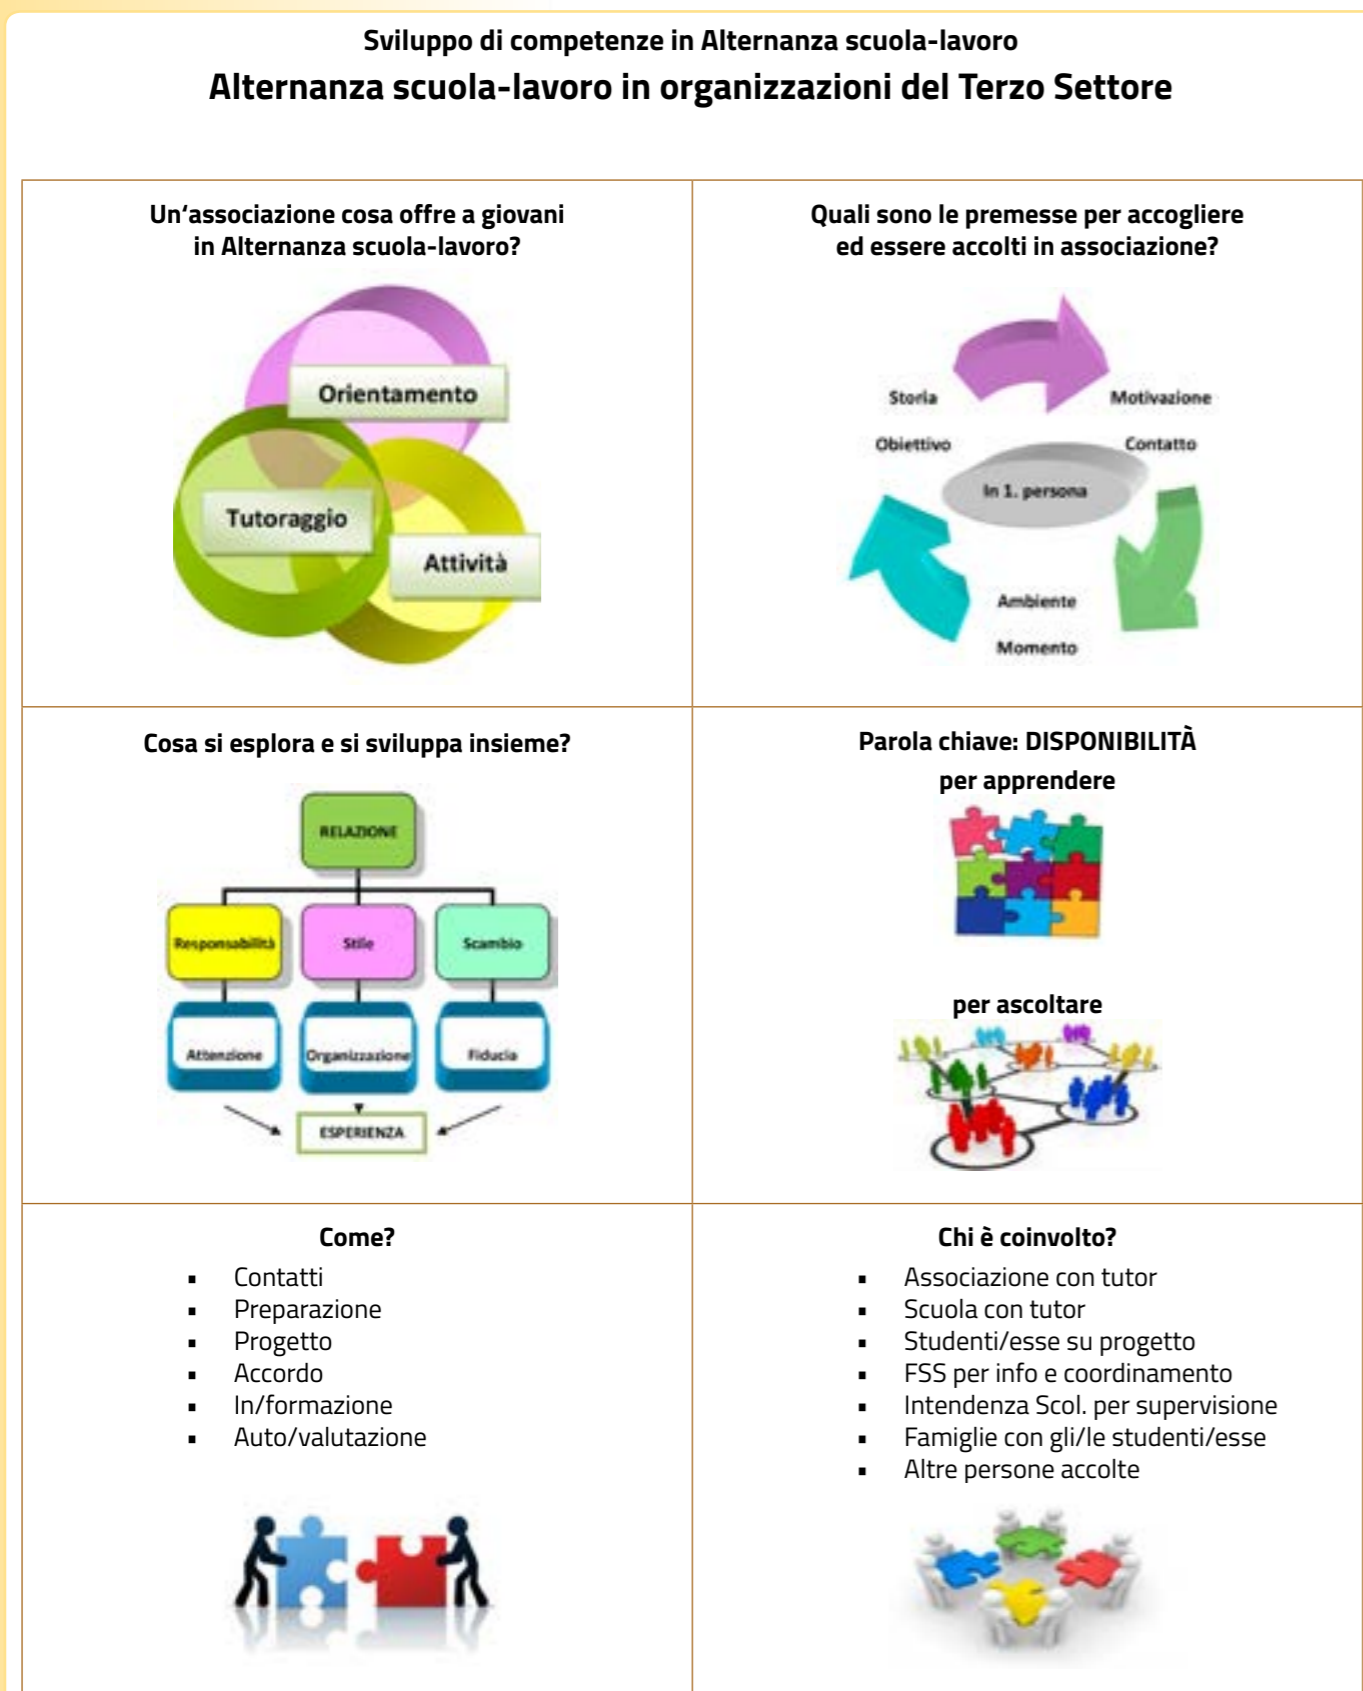 Sviluppo di competenze in Alternanza scuola-lavoro
Alternanza scuola-lavoro in organizzazioni del Terzo Settore
Un‘associazione cosa offre a giovani
in Alternanza scuola-lavoro?
Orientamento
Tutoraggio
Attività
Quali sono le premesse per accogliere
ed essere accolti in associazione?
Storia
Motivazione
Obiettivo
Contatto
In 1. persona
Ambiente
Momento
Cosa si esplora e si sviluppa insieme?
RELAZIONE
Responsabilità
Stile
Scambio
Attenzione
Organizzazione
Fiducia
ESPERIENZA
Parola chiave: DISPONIBILITÀ
per apprendere
per ascoltare
Come?
▪ Contatti
▪ Preparazione
▪ Progetto
▪ Accordo
▪ In/formazione
▪ Auto/valutazione
Chi è coinvolto?
▪ Associazione con tutor
▪ Scuola con tutor
▪ Studenti/esse su progetto
▪ FSS per info e coordinamento
▪ Intendenza Scol. per supervisione
▪ Famiglie con gli/le studenti/esse
▪ Altre persone accolte